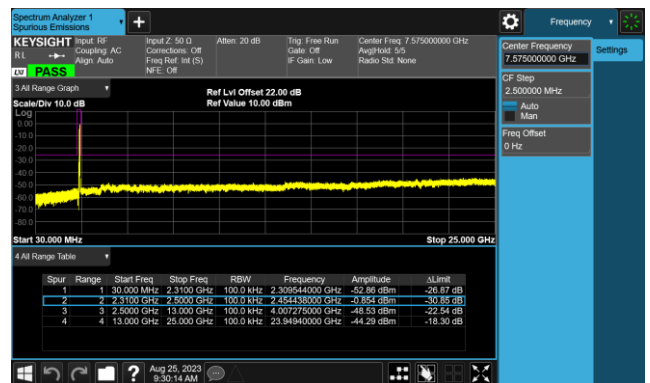 Spectrum Analyzer 1
Spurious Emissions
Frequency
KEYSIGHT
Input: RF
Coupling: AC
Align: Auto
Input Z: 50 Ω
Corrections: Off
Freq Ref: Int (S)
NFE: Off
Atten: 20 dB
Trig: Free Run
Gate: Off
IF Gain: Low
Center Freq: 7.575000000 GHz
Avg|Hold: 5/5
Radio Std: None
R L
LXI
PASS
Center Frequency
7.575000000 GHz
Settings
CF Step
2.500000 MHz
Auto
Man
Freq Offset
0 Hz
3 All Range Graph
Scale/Div 10.0 dB
Ref Lvl Offset 22.00 dB
Ref Value 10.00 dBm
Log
0.00
-10.0
-20.0
-30.0
-40.0
-50.0
-60.0
-70.0
-80.0
Start 30.000 MHz
Stop 25.000 GHz
4 All Range Table
Spur Range Start Freq Stop Freq RBW Frequency Amplitude ΔLimit
1 1 30.000 MHz 2.3100 GHz 100.0 kHz 2.309544000 GHz -52.86 dBm -26.87 dB
2 2 2.3100 GHz 2.5000 GHz 100.0 kHz 2.454438000 GHz -0.854 dBm -30.85 dB
3 3 2.5000 GHz 13.000 GHz 100.0 kHz 4.007275000 GHz -48.53 dBm -22.54 dB
4 4 13.000 GHz 25.000 GHz 100.0 kHz 23.94940000 GHz -44.29 dBm -18.30 dB
Aug 25, 2023
9:30:14 AM